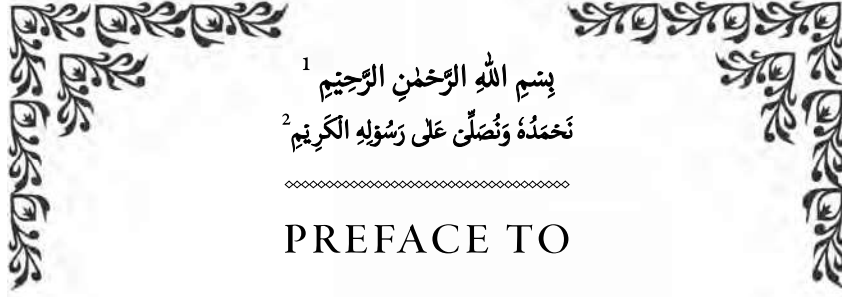 بِسْمِ اللّٰهِ الرَّحْمٰنِ الرَّحِيْمِ 1
نَحْمَدُهٗ وَنُصَلِّیْ عَلٰی رَسُوْلِهِ الْكَرِيْمِ 2
PREFACE TO